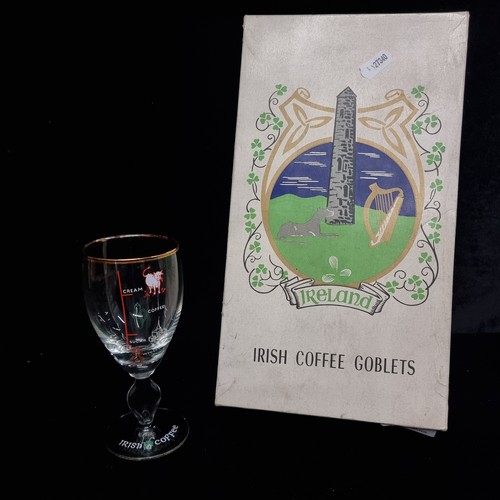 Ireland
IRISH COFFEE GOBLETS
CREAM
COFFEE
IRISH COFFEE